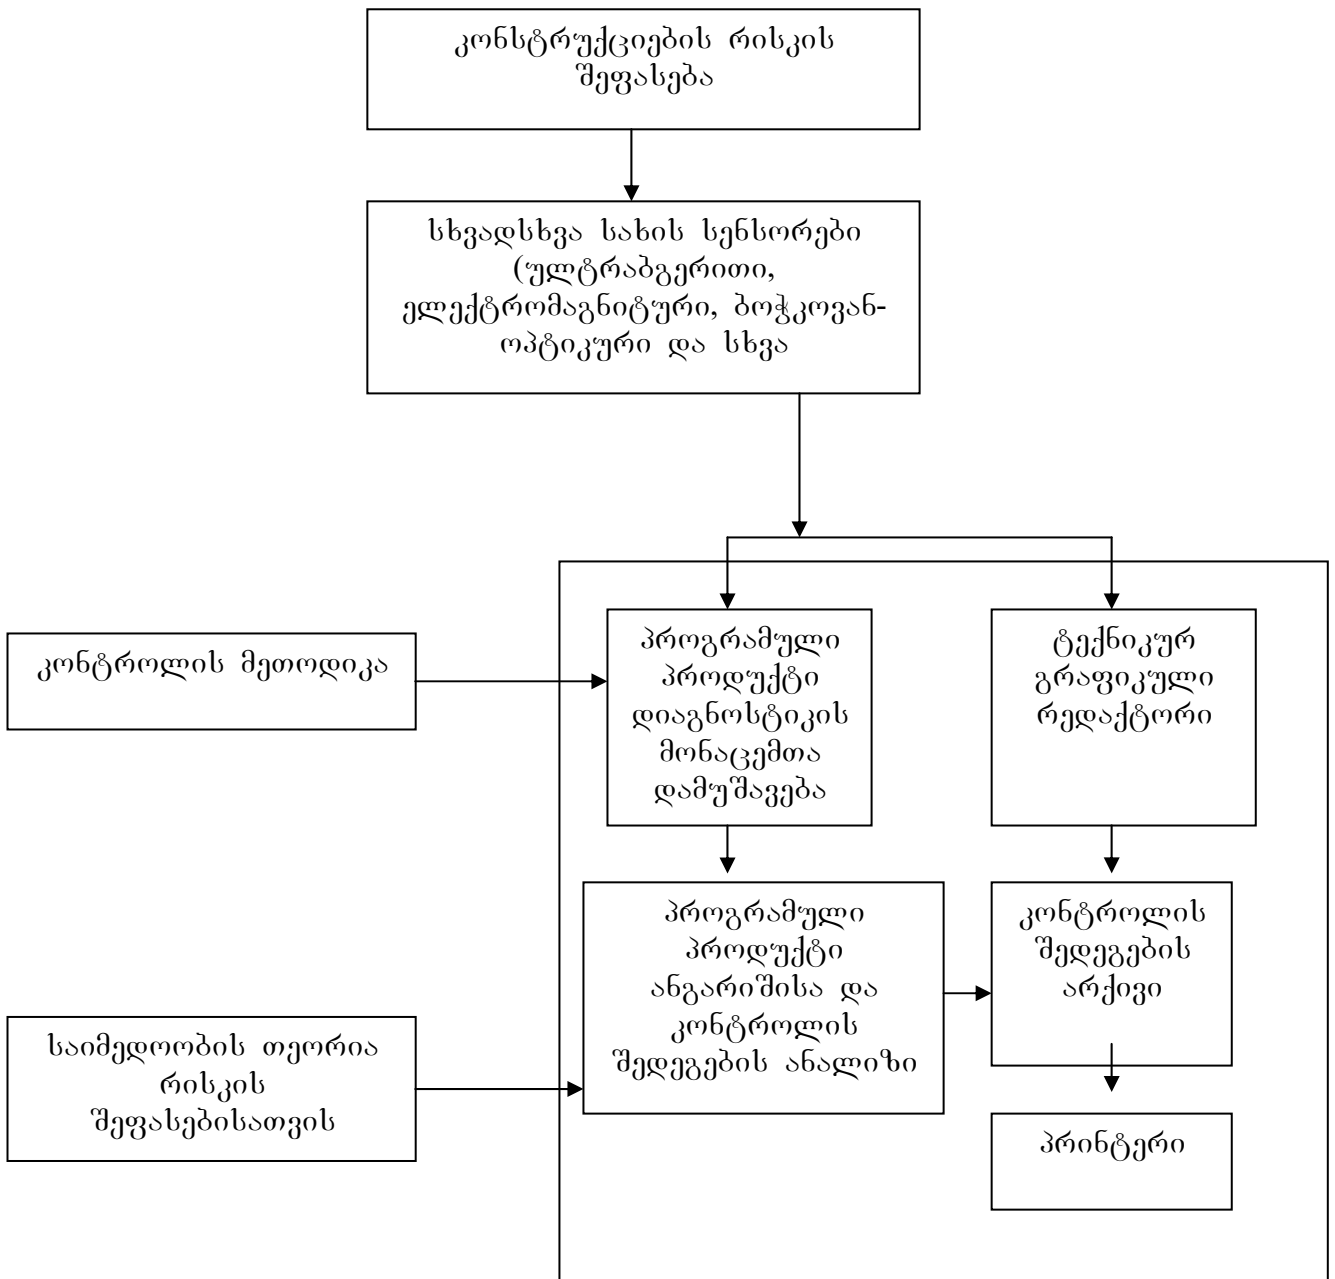 კონსტრუქციების რისკის
შეფასება
სხვადსხვა სახის სენსორები
(ულტრაბგერითი,
ელექტრომაგნიტური, ბოჭკოვან-
ოპტიკური და სხვა
კონტროლის მეთოდიკა
პროგრამული
პროდუქტი
დიაგნოსტიკის
მონაცემთა
დამუშავება
ტექნიკურ
გრაფიკული
რედაქტორი
საიმედოობის თეორია
რისკის
შეფასებისათვის
პროგრამული
პროდუქტი
ანგარიშისა და
კონტროლის
შედეგების ანალიზი
კონტროლის
შედეგების
არქივი
პრინტერი